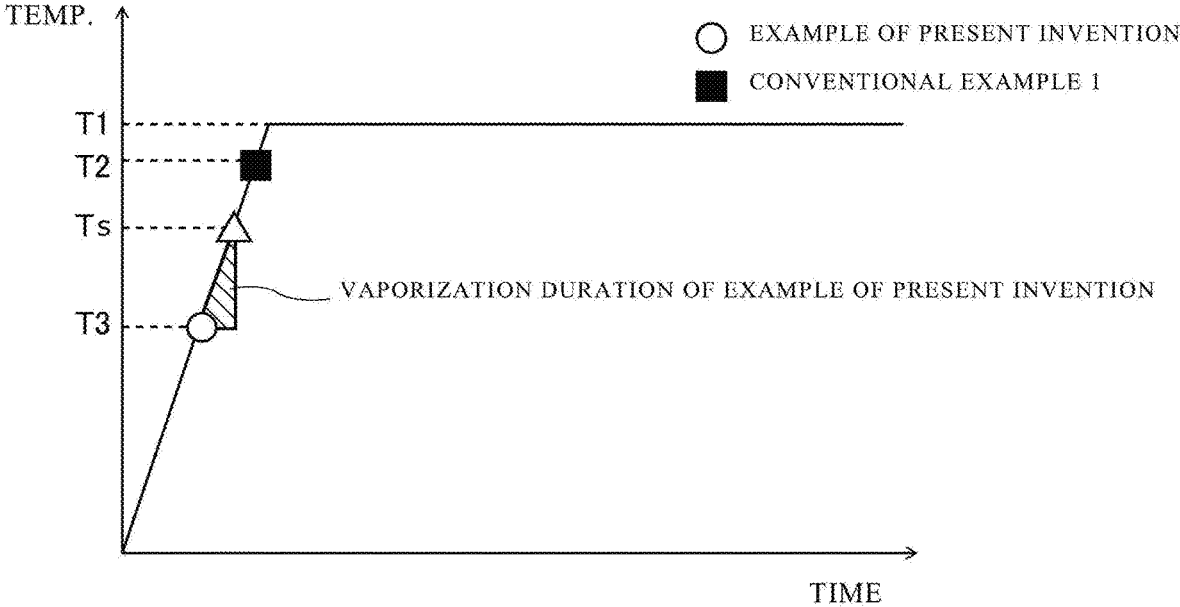 TEMP.
EXAMPLE OF PRESENT INVENTION
CONVENTIONAL EXAMPLE 1
T1
T2
Ts
VAPORIZATION DURATION OF EXAMPLE OF PRESENT INVENTION
T3
TIME